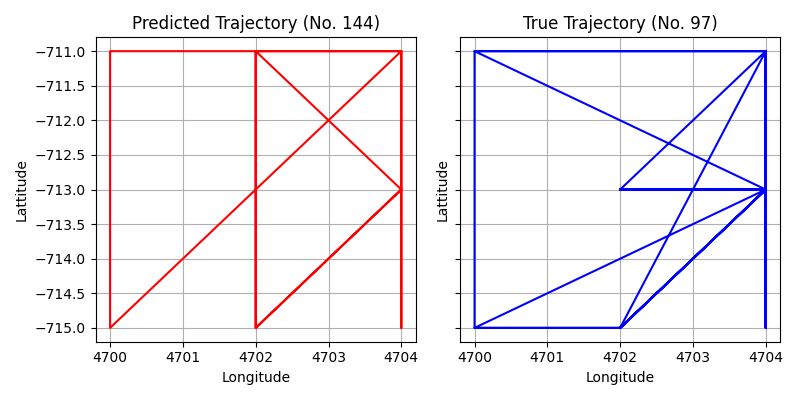 Predicted Trajectory (No. 144)
True Trajectory (No. 97)
−711.0
−711.5
−712.0
−712.5
−713.0
−713.5
−714.0
−714.5
−715.0
Lattitude
Lattitude
4700 4701 4702 4703 4704
4700 4701 4702 4703 4704
Longitude
Longitude